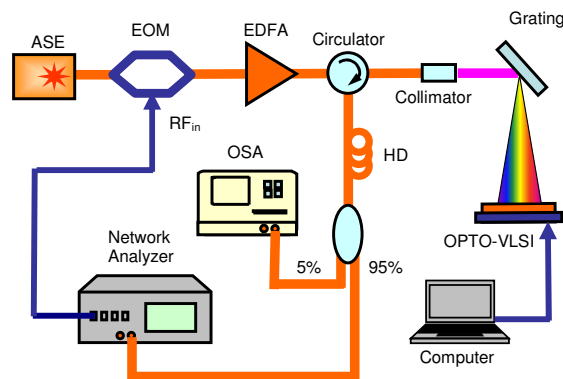 Grating
ASE
EOM
EDFA
Circulator
Collimator
RFin
HD
OSA
OPTO-VLSI
Network
Analyzer
5%
95%
Computer